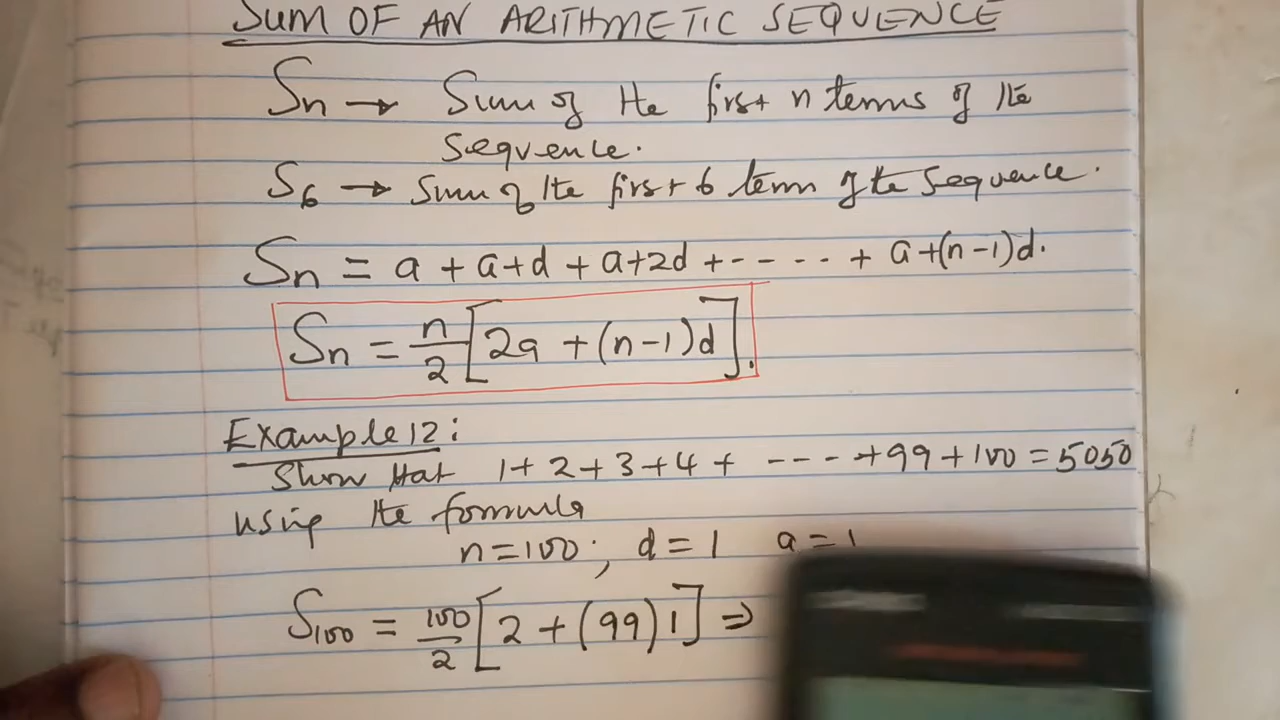 SUM OF AN ARITHMETIC SEQUENCE
Sn → Sum of the first n terms of the
sequence.
S6 → Sum of the first 6 term of the sequence.
Sn = a + a+d + a+2d + - - - - - + a+(n-1)d.
Sn = n/2 [2a + (n-1)d].
Example 12:
Show that 1+2+3+4+ - - - - +99+100 = 5050
using the formula
n=100; d=1 a=1
S100 = 100/2 [2 + (99)1] ⇒